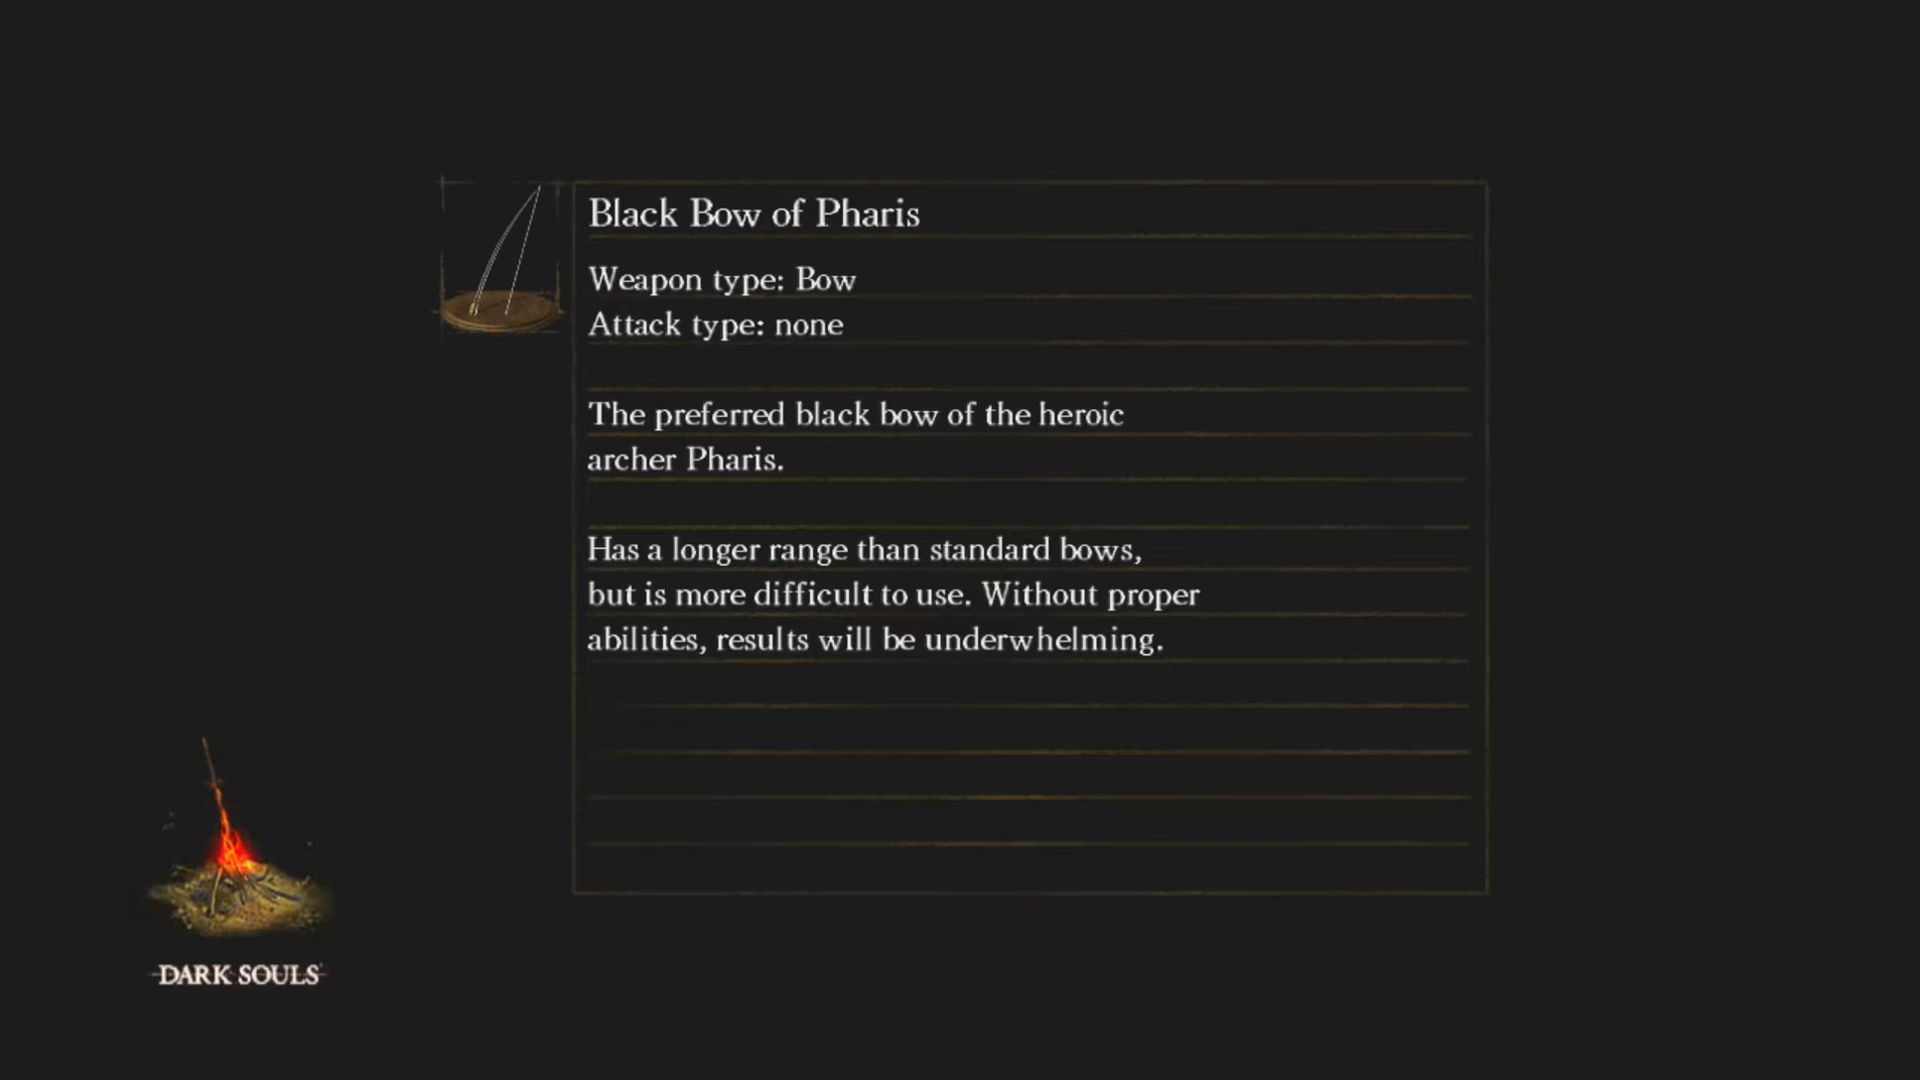 Black Bow of Pharis
Weapon type: Bow
Attack type: none
The preferred black bow of the heroic
archer Pharis.
Has a longer range than standard bows,
but is more difficult to use. Without proper
abilities, results will be underwhelming.
DARK SOULS